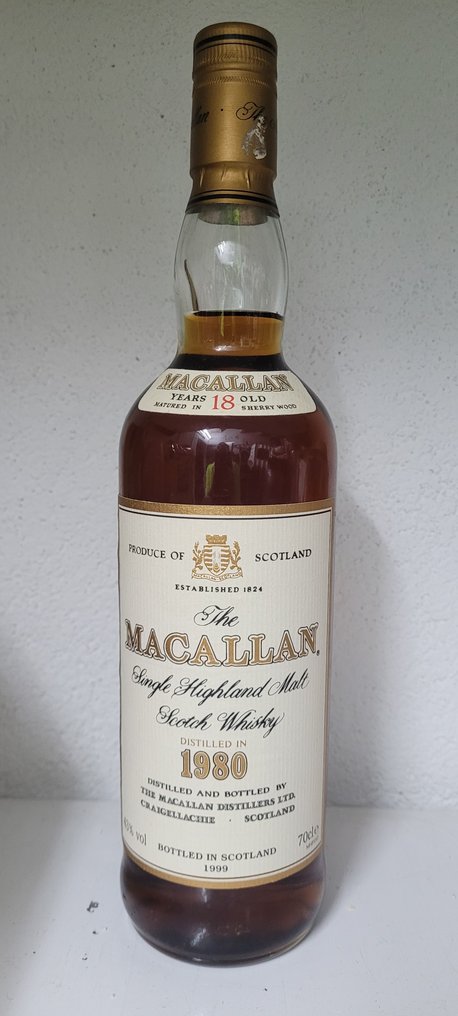 The
MACALLAN
YEARS 18 OLD
MATURED IN SHERRY WOOD
PRODUCE OF SCOTLAND
ESTABLISHED 1824
The
MACALLAN®
Single Highland Malt
Scotch Whisky
DISTILLED IN
1980
DISTILLED AND BOTTLED BY
THE MACALLAN DISTILLERS LTD.
CRAIGELLACHIE · SCOTLAND
43% vol 70cl e
BOTTLED IN SCOTLAND
1999